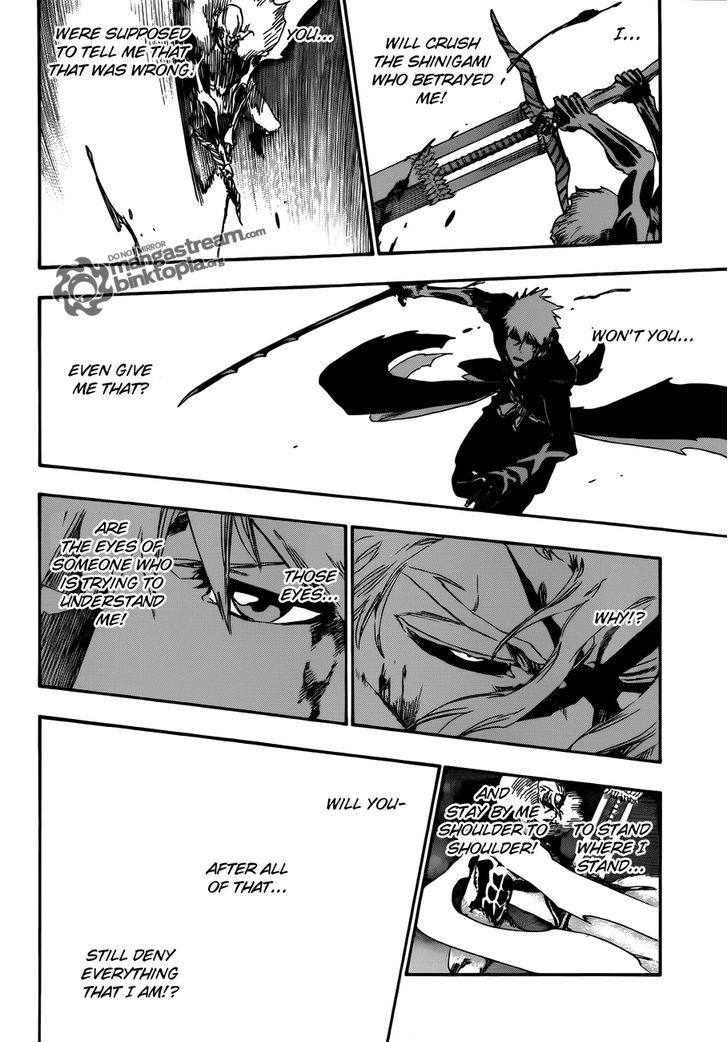 I...
WILL CRUSH
THE SHINIGAMI
WHO BETRAYED
ME!
YOU...
WERE SUPPOSED
TO TELL ME THAT
THAT WAS WRONG.
DO NOT MIRROR
mangastream.com
binktopia.org
WON'T YOU...
EVEN GIVE
ME THAT?
WHY!?
THOSE
EYES...
ARE
THE EYES OF
SOMEONE WHO
IS TRYING TO
UNDERSTAND
ME!
TO STAND
WHERE I
STAND...
AND
STAY BY ME
SHOULDER TO
SHOULDER!
WILL YOU-
AFTER ALL
OF THAT...
STILL DENY
EVERYTHING
THAT I AM!?